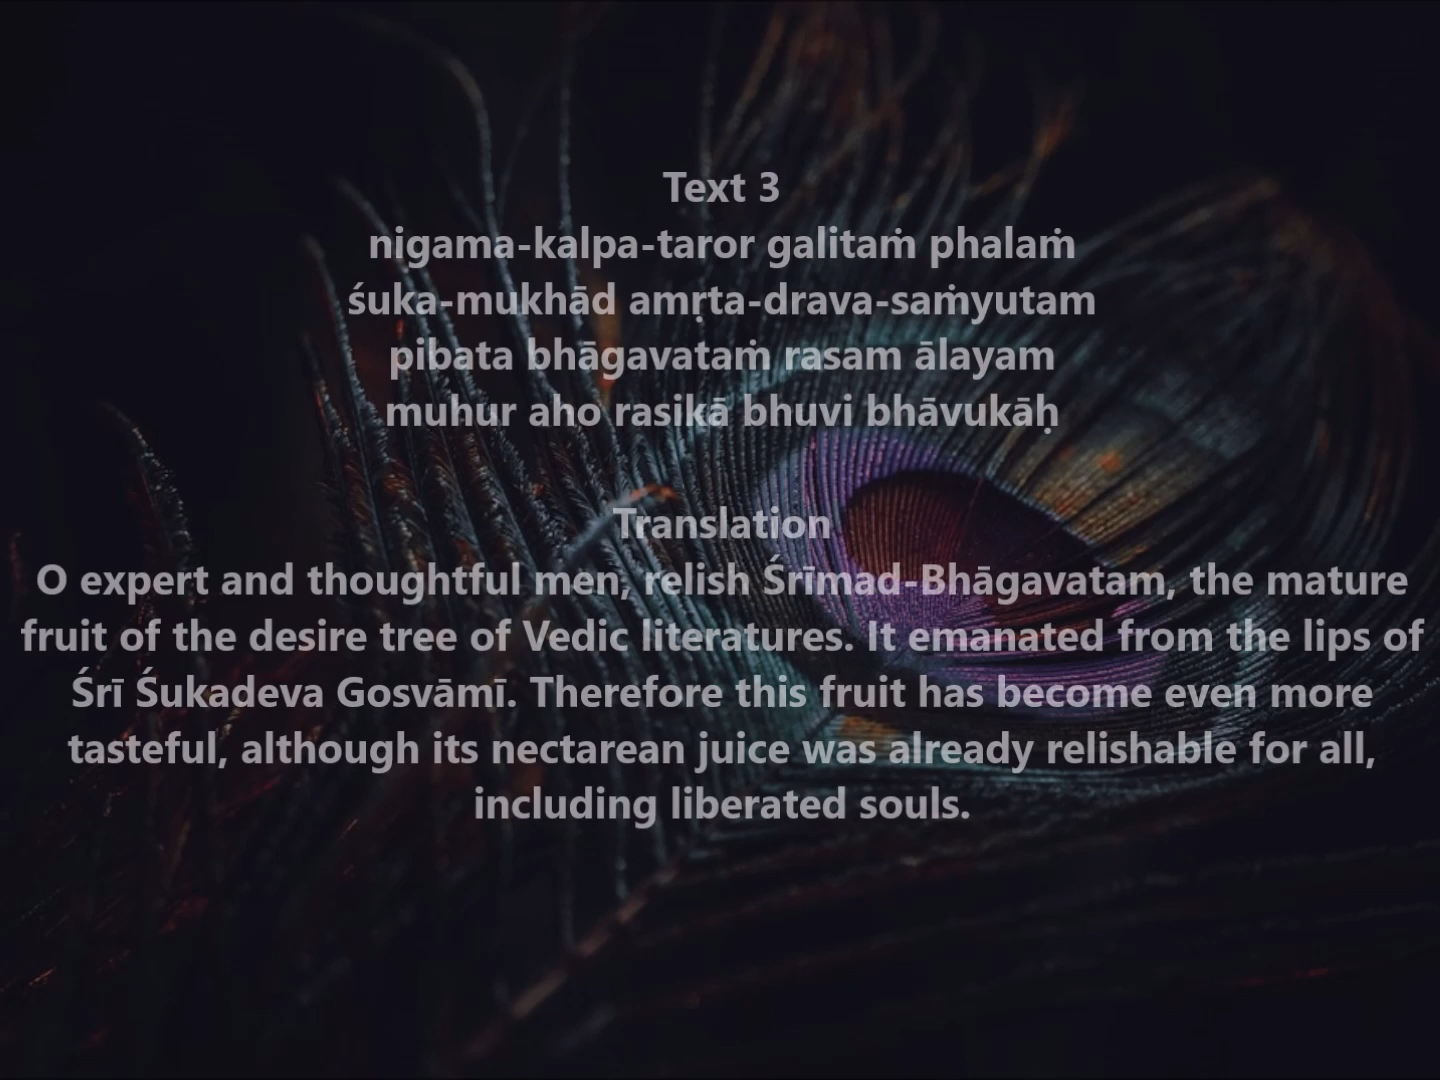 Text 3
nigama-kalpa-taror galitaṁ phalaṁ
śuka-mukhād amṛta-drava-saṁyutam
pibata bhāgavataṁ rasam ālayam
muhur aho rasikā bhuvi bhāvukāḥ
Translation
O expert and thoughtful men, relish Śrīmad-Bhāgavatam, the mature
fruit of the desire tree of Vedic literatures. It emanated from the lips of
Śrī Śukadeva Gosvāmī. Therefore this fruit has become even more
tasteful, although its nectarean juice was already relishable for all,
including liberated souls.